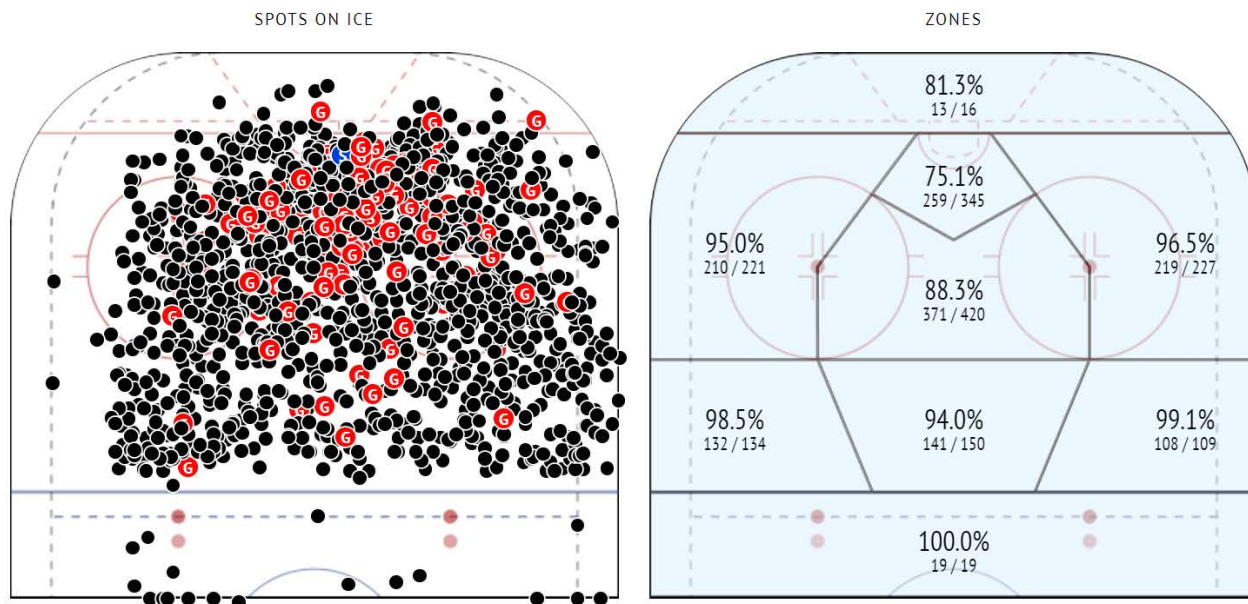 SPOTS ON ICE
ZONES
81.3%
13 / 16
75.1%
259 / 345
95.0%
210 / 221
96.5%
219 / 227
88.3%
371 / 420
98.5%
132 / 134
94.0%
141 / 150
99.1%
108 / 109
100.0%
19 / 19